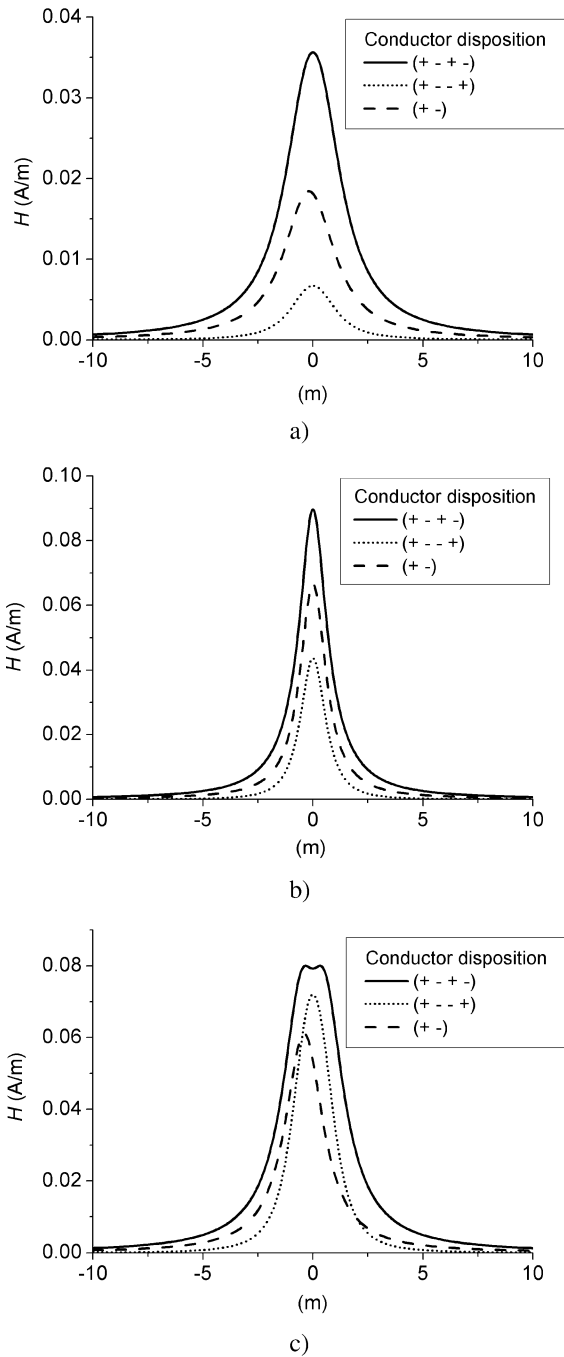 0.04
0.03
0.02
0.01
0.00
H (A/m)
Conductor disposition
(+ - + -)
(+ - - +)
(+ -)
-10
-5
0
5
10
(m)
a)
0.10
0.08
0.06
0.04
0.02
0.00
H (A/m)
Conductor disposition
(+ - + -)
(+ - - +)
(+ -)
-10
-5
0
5
10
(m)
b)
0.08
0.06
0.04
0.02
0.00
H (A/m)
Conductor disposition
(+ - + -)
(+ - - +)
(+ -)
-10
-5
0
5
10
(m)
c)